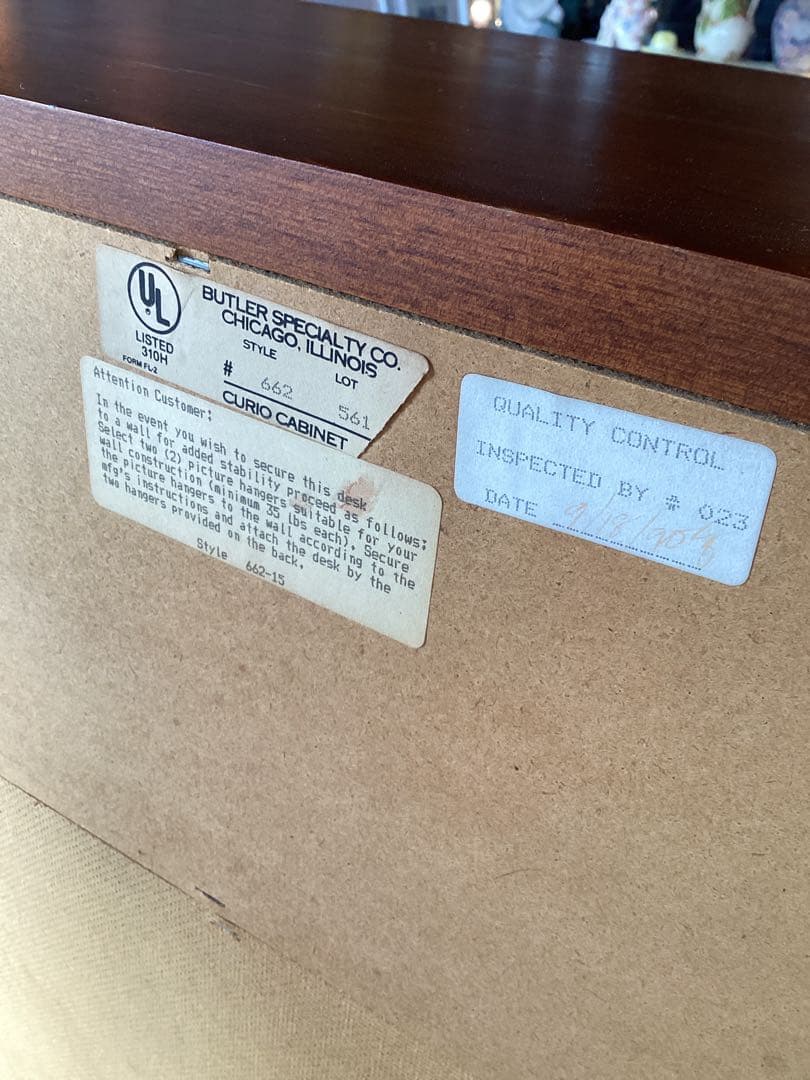 UL
LISTED
310H
FORM FL-2
BUTLER SPECIALTY CO.
CHICAGO, ILLINOIS
STYLE LOT
# 662 561
CURIO CABINET
Attention Customer:
In the event you wish to secure this desk
to a wall for added stability proceed as follows:
Select two (2) picture hangers suitable for your
wall construction (minimum 35 lbs each). Secure
the picture hangers to the wall according to the
mfg's instructions and attach the desk by the
two hangers provided on the back.
Style 662-15
QUALITY CONTROL
INSPECTED BY # 023
DATE